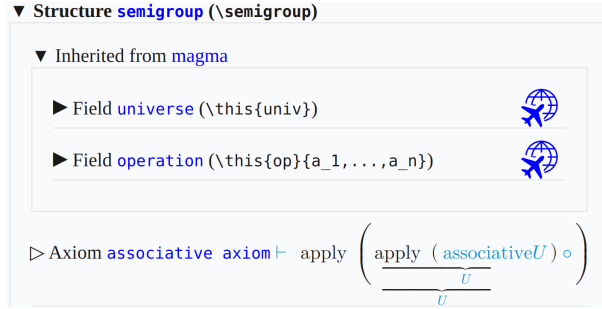 ▼ Structure semigroup (\semigroup)
▼ Inherited from magma
▶ Field universe (\this{univ})
▶ Field operation (\this{op}{a_1,...,a_n})
▷ Axiom associative axiom ⊢ apply (apply (associativeU) ∘)
U
U